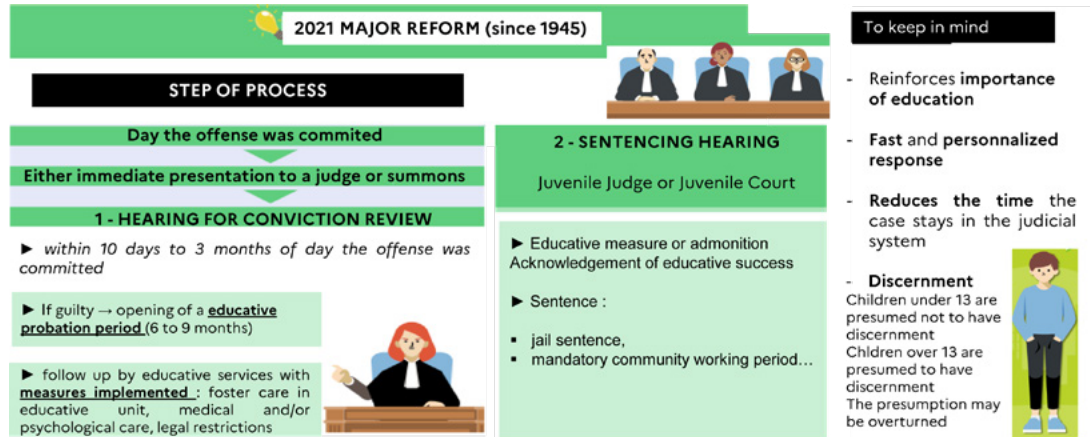 2021 MAJOR REFORM (since 1945)
STEP OF PROCESS
Day the offense was commited
Either immediate presentation to a judge or summons
1 - HEARING FOR CONVICTION REVIEW
► within 10 days to 3 months of day the offense was
committed
► If guilty → opening of a educative
probation period (6 to 9 months)
► follow up by educative services with
measures implemented : foster care in
educative unit, medical and/or
psychological care, legal restrictions
2 - SENTENCING HEARING
Juvenile Judge or Juvenile Court
► Educative measure or admonition
Acknowledgement of educative success
► Sentence :
▪ jail sentence,
▪ mandatory community working period...
To keep in mind
- Reinforces importance
of education
- Fast and personnalized
response
- Reduces the time the
case stays in the judicial
system
- Discernment
Children under 13 are
presumed not to have
discernment
Chldren over 13 are
presumed to have
discernment
The presumption may
be overturned